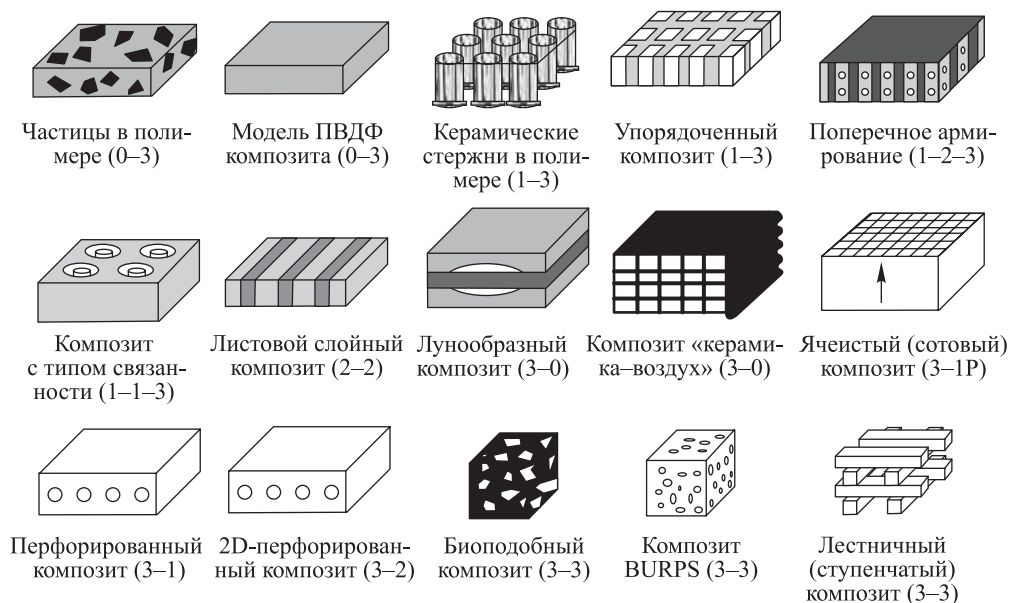 Частицы в поли-
мере (0–3)
Модель ПВДФ
композита (0–3)
Керамические
стержни в поли-
мере (1–3)
Упорядоченный
композит (1–3)
Поперечное арми-
рование (1–2–3)
Композит
с типом связан-
ности (1–1–3)
Листовой слойный
композит (2–2)
Лунообразный
композит (3–0)
Композит «керами-
ка–воздух» (3–0)
Ячеистый (сотовый)
композит (3–1P)
Перфорированный
композит (3–1)
2D-перфорирован-
ный композит (3–2)
Биоподобный
композит (3–3)
Композит
BURPS (3–3)
Лестничный
(ступенчатый)
композит (3–3)